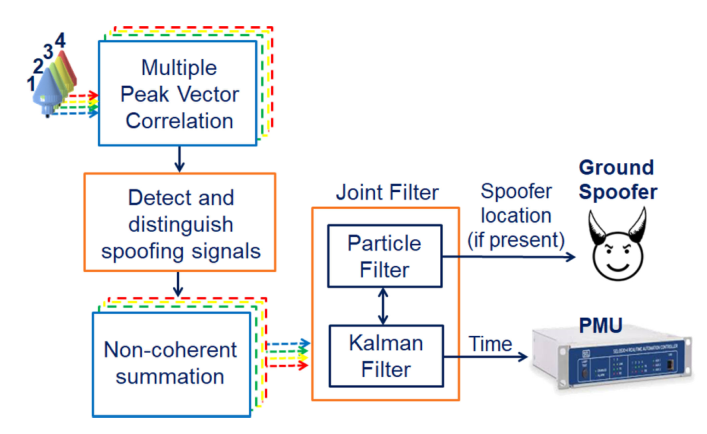 1
2
3
4
Multiple
Peak Vector
Correlation
Detect and
distinguish
spoofing signals
Non-coherent
summation
Joint Filter
Particle
Filter
Kalman
Filter
Spoofer
location
(if present)
Time
Ground
Spoofer
PMU